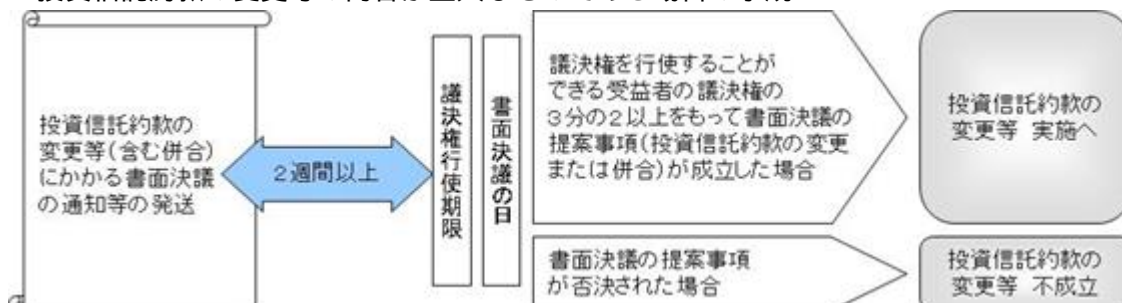 投資信託約款の
変更等(含む併合)
にかかる書面決議
の通知等の発送
2週間以上
議決権行使期限
書面決議の日
議決権を行使することが
できる受益者の議決権の
3分の2以上をもって書面決議の
提案事項(投資信託約款の変更
または併合)が成立した場合
投資信託約款の
変更等 実施へ
書面決議の提案事項
が否決された場合
投資信託約款の
変更等 不成立